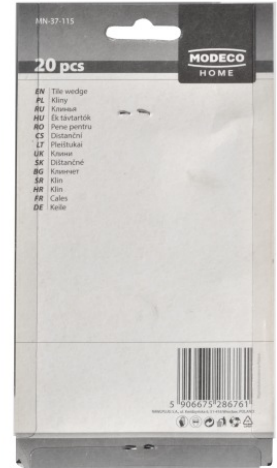 MN-37-115
MODECO
HOME
20 pcs
EN Tile wedge
PL Kliny
RU Клинья
HU Ék távtartók
RO Pene pentru
CS Distanční
LT Pleištukai
UK Клини
SK Dištančné
BG Клинчет
SR Klin
HR Klin
FR Cales
DE Keile
5 906675 286761